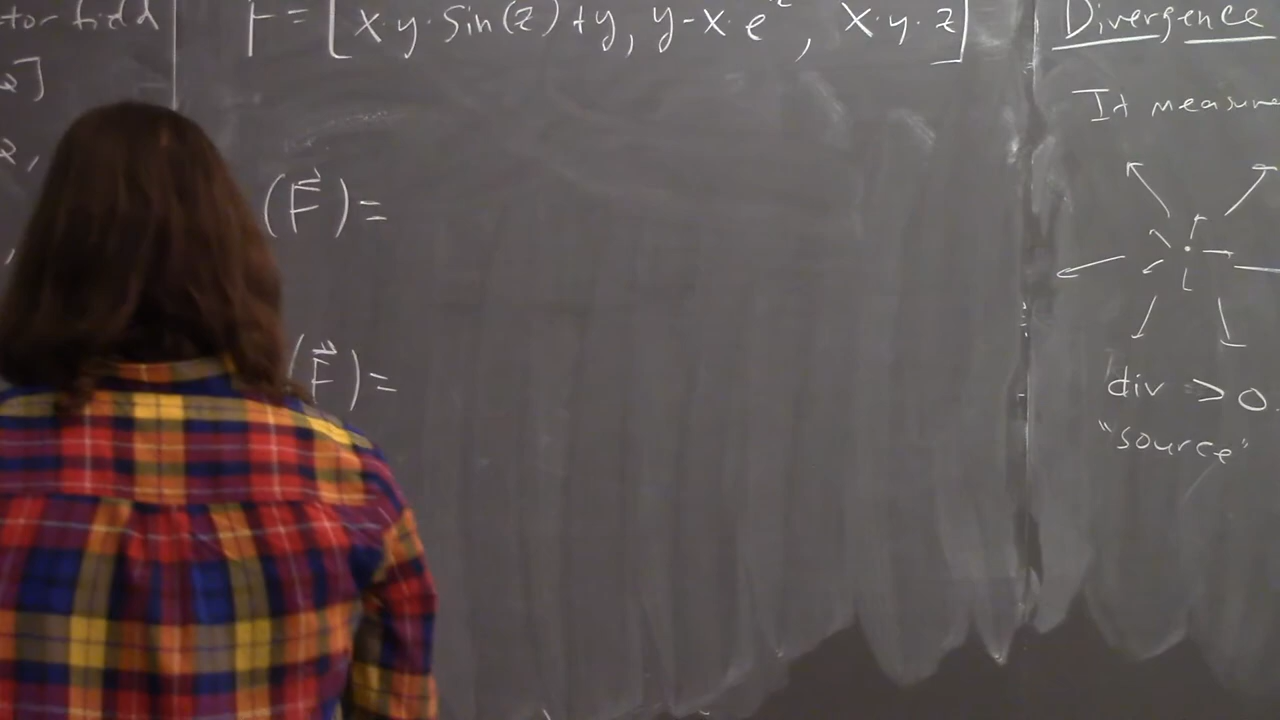 tor field
F = [x·y·Sin(z)+y, y-x·e, x·y·z]
(F⃗)=
(F⃗)=
Divergence
It measure
div > 0
"source"